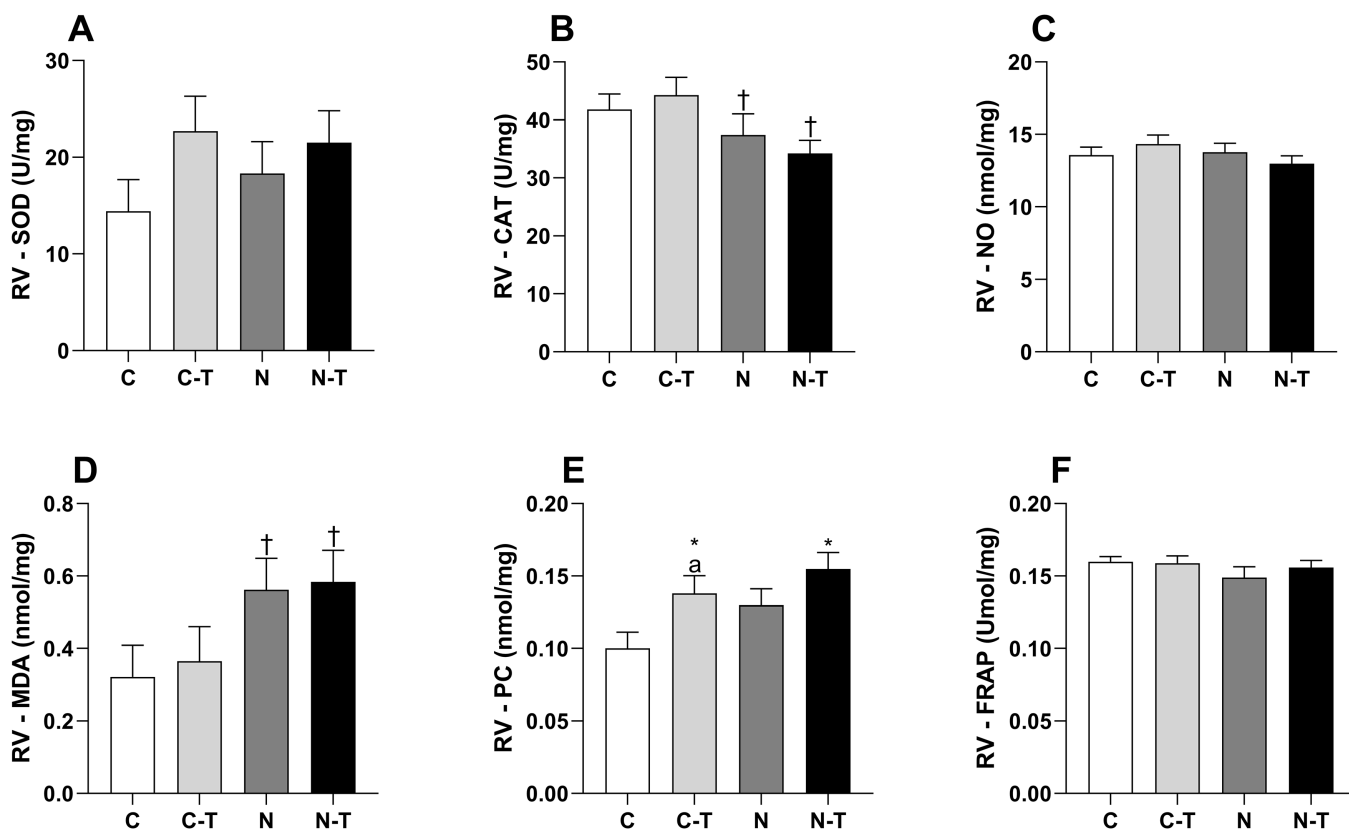 A
RV - SOD (U/mg)
30
20
10
0
C C-T N N-T
B
RV - CAT (U/mg)
50
40
30
20
10
0
†
†
C C-T N N-T
C
RV - NO (nmol/mg)
20
15
10
5
0
C C-T N N-T
D
RV - MDA (nmol/mg)
0.8
0.6
0.4
0.2
0.0
†
†
C C-T N N-T
E
RV - PC (nmol/mg)
0.20
0.15
0.10
0.05
0.00
*
a
*
C C-T N N-T
F
RV - FRAP (Umol/mg)
0.20
0.15
0.10
0.05
0.00
C C-T N N-T